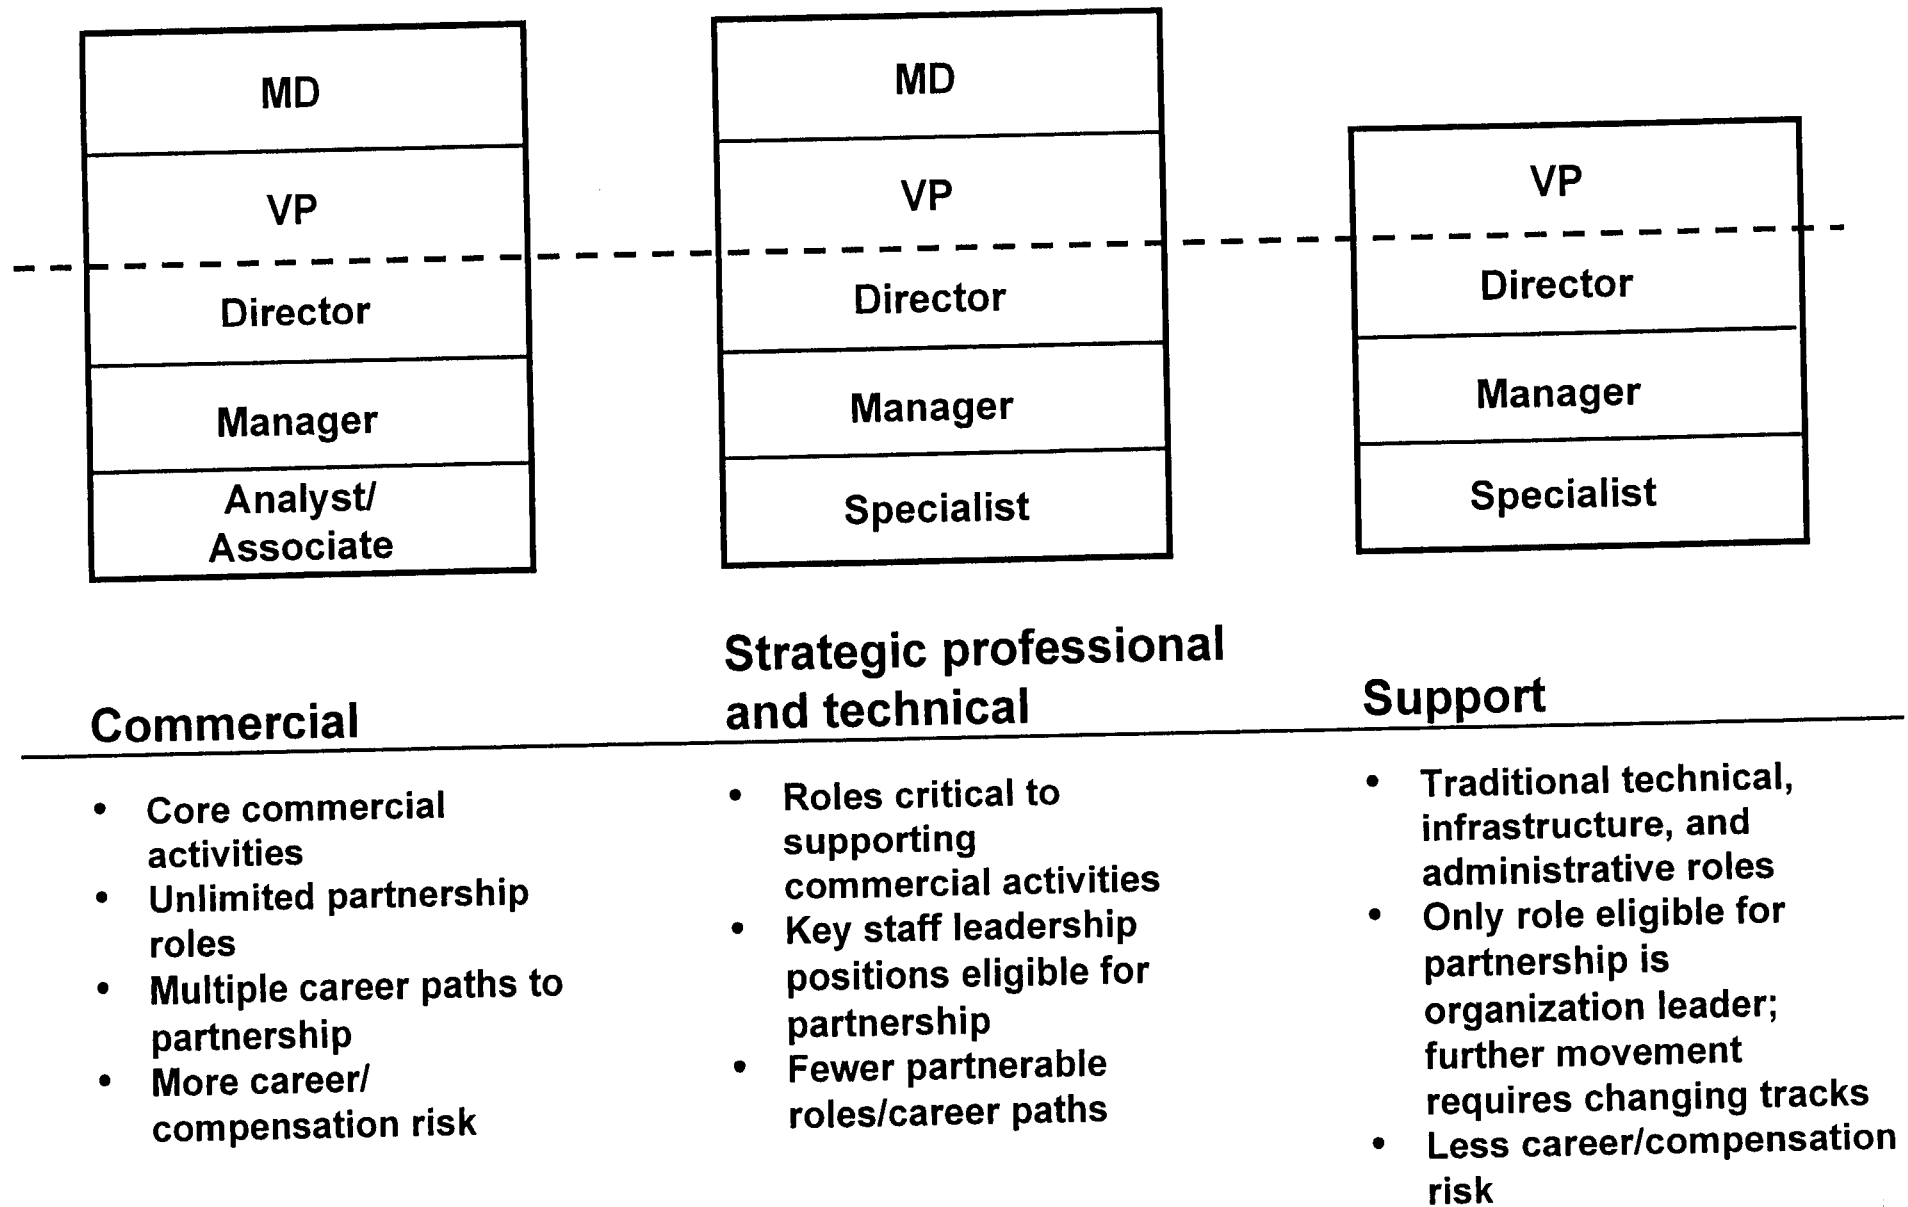 MD
VP
Director
Manager
Analyst/
Associate
MD
VP
Director
Manager
Specialist
VP
Director
Manager
Specialist
Commercial
• Core commercial
activities
• Unlimited partnership
roles
• Multiple career paths to
partnership
• More career/
compensation risk
Strategic professional
and technical
• Roles critical to
supporting
commercial activities
• Key staff leadership
positions eligible for
partnership
• Fewer partnerable
roles/career paths
Support
• Traditional technical,
infrastructure, and
administrative roles
• Only role eligible for
partnership is
organization leader;
further movement
requires changing tracks
• Less career/compensation
risk